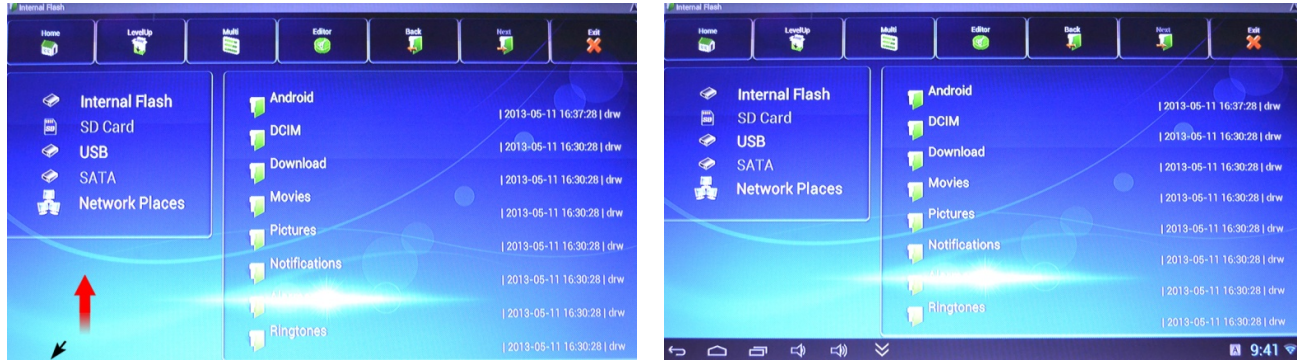 Internal Flash
Home LevelUp Multi Editor Back Next Exit
Internal Flash
SD Card
USB
SATA
Network Places
Android
| 2013-05-11 16:37:28 | drw
DCIM
| 2013-05-11 16:30:28 | drw
Download
| 2013-05-11 16:30:28 | drw
Movies
| 2013-05-11 16:30:28 | drw
Pictures
| 2013-05-11 16:30:28 | drw
Notifications
| 2013-05-11 16:30:28 | drw
| 2013-05-11 16:30:28 | drw
Ringtones
| 2013-05-11 16:30:28 | drw
Internal Flash
Home LevelUp Multi Editor Back Next Exit
Internal Flash
SD Card
USB
SATA
Network Places
Android
| 2013-05-11 16:37:28 | drw
DCIM
| 2013-05-11 16:30:28 | drw
Download
| 2013-05-11 16:30:28 | drw
Movies
| 2013-05-11 16:30:28 | drw
Pictures
| 2013-05-11 16:30:28 | drw
Notifications
| 2013-05-11 16:30:28 | drw
| 2013-05-11 16:30:28 | drw
Ringtones
| 2013-05-11 16:30:28 | drw
A 9:41